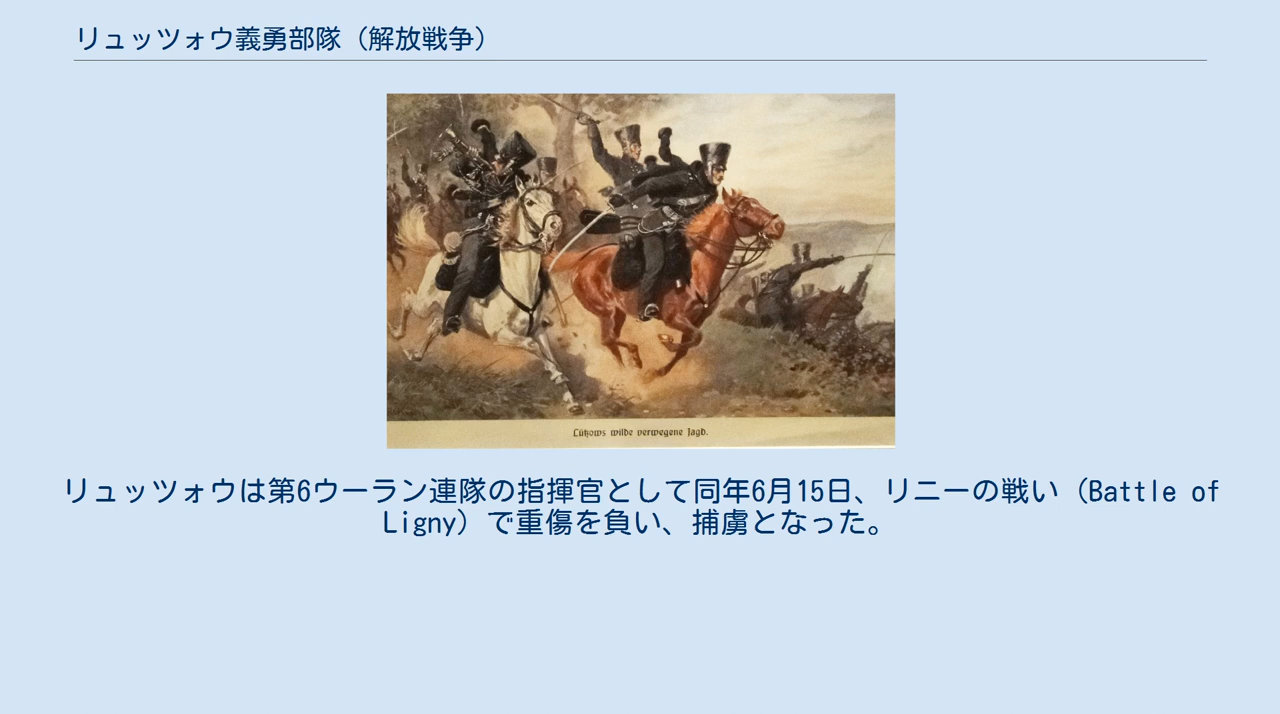 リュッツォウ義勇部隊（解放戦争）
Lützows wilde verwegene Jagd.
リュッツォウは第6ウーラン連隊の指揮官として同年6月15日、リニーの戦い（Battle of
Ligny）で重傷を負い、捕虜となった。